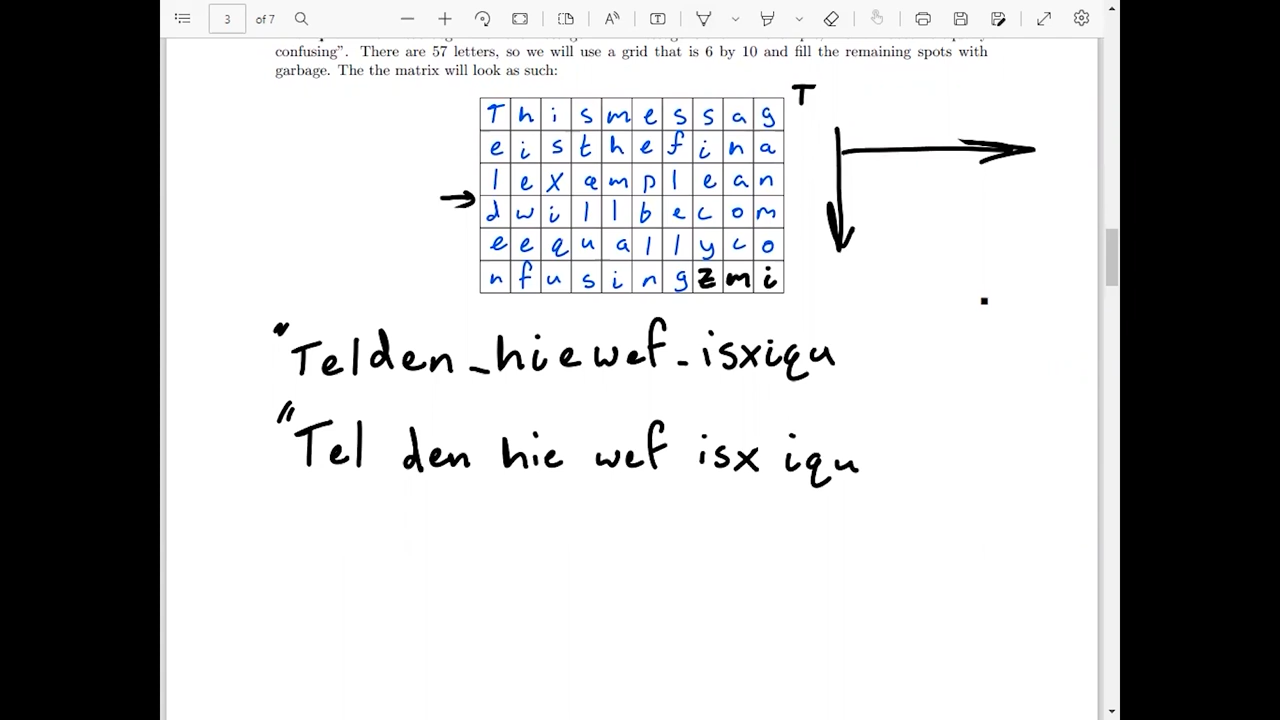 3 of 7
confusing". There are 57 letters, so we will use a grid that is 6 by 10 and fill the remaining spots with
garbage. The the matrix will look as such:
T h i s m e s s a g
T
e i s t h e f i n a
l e x a m p l e a n
d w i l l b e c o m
e e q u a l l y c o
n f u s i n g z m i
"Telden_hiewef-isxiqu
"Tel den hie wef isx iqu